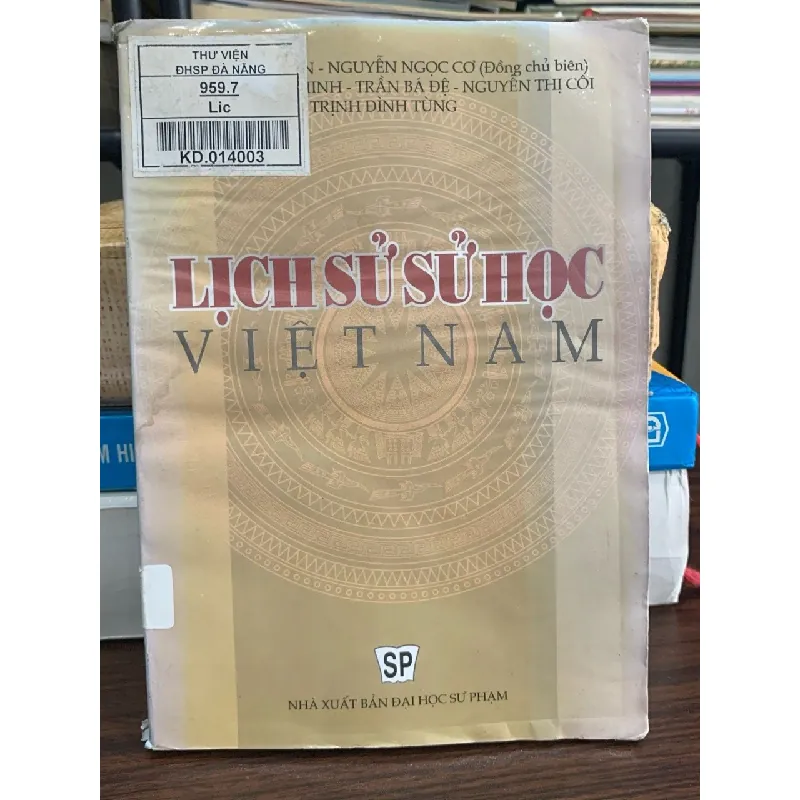 THƯ VIỆN
ĐHSP ĐÀ NẴNG
959.7
Lic
KD.014003
- NGUYỄN NGỌC CƠ (Đồng chủ biên)
- TRẦN BÁ ĐỆ - NGUYỄN THỊ CÔI
TRỊNH ĐÌNH TÙNG
LỊCH SỬ SỬ HỌC
VIỆT NAM
M HI
SP
NHÀ XUẤT BẢN ĐẠI HỌC SƯ PHẠM